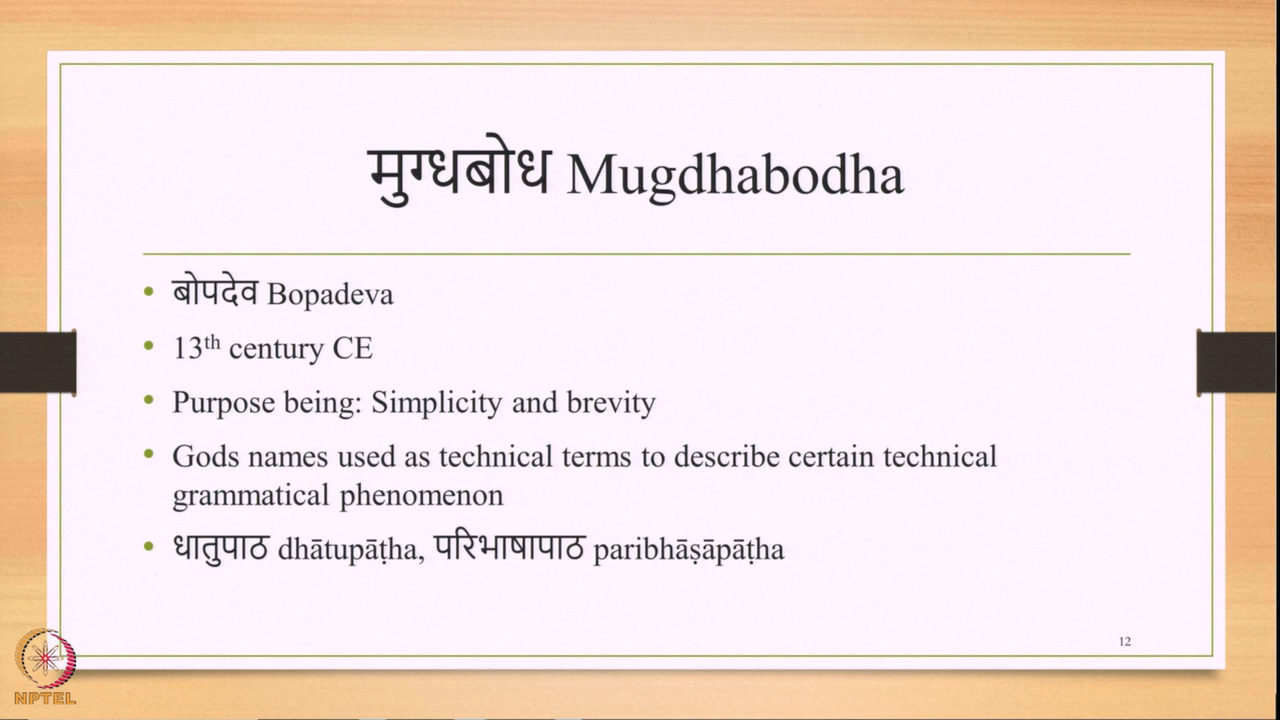 मुग्धबोध Mugdhabodha
• बोपदेव Bopadeva
• 13th century CE
• Purpose being: Simplicity and brevity
• Gods names used as technical terms to describe certain technical
grammatical phenomenon
• धातुपाठ dhātupāṭha, परिभाषापाठ paribhāṣāpāṭha
12
NPTEL